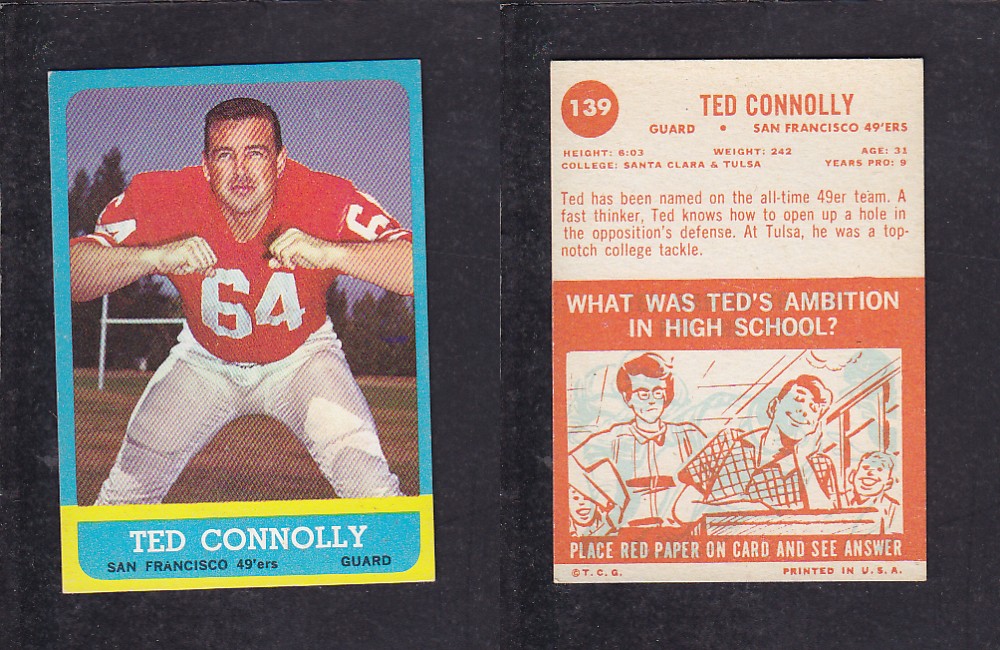 64
64
64
TED CONNOLLY
SAN FRANCISCO 49'ers GUARD
139
TED CONNOLLY
GUARD • SAN FRANCISCO 49'ERS
HEIGHT: 6:03 WEIGHT: 242 AGE: 31
COLLEGE: SANTA CLARA & TULSA YEARS PRO: 9
Ted has been named on the all-time 49er team. A
fast thinker, Ted knows how to open up a hole in
the opposition's defense. At Tulsa, he was a top-
notch college tackle.
WHAT WAS TED'S AMBITION
IN HIGH SCHOOL?
PLACE RED PAPER ON CARD AND SEE ANSWER
©T.C.G. PRINTED IN U.S.A.